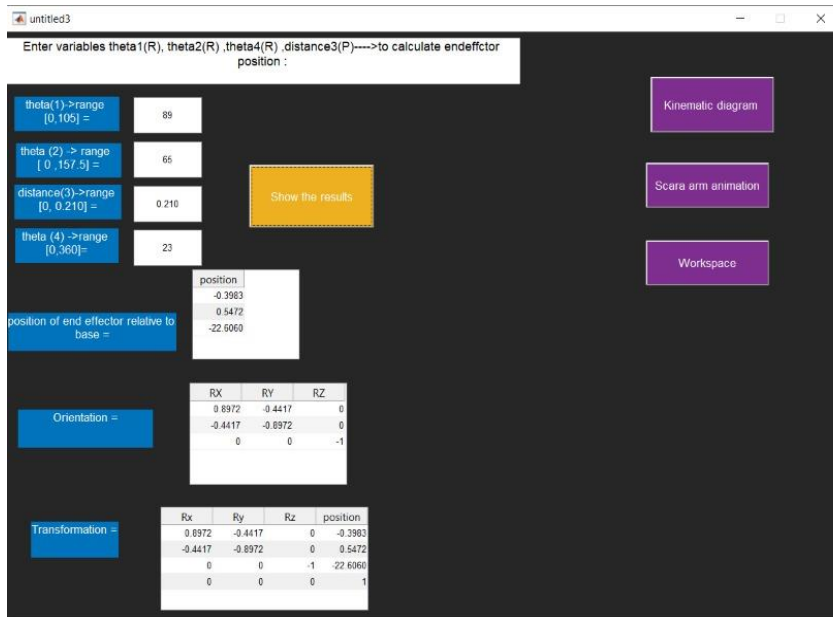 untitled3
Enter variables theta1(R), theta2(R) ,theta4(R) ,distance3(P)---->to calculate endeffctor
position :
theta(1)->range
[0,105] =
89
theta (2) -> range
[ 0 ,157.5] =
65
distance(3)->range
[0, 0.210] =
0.210
theta (4) ->range
[0,360]=
23
Show the results
Kinematic diagram
Scara arm animation
Workspace
position of end effector relative to
base =
position
-0.3983
0.5472
-22.6060
Orientation =
RX RY RZ
0.8972 -0.4417 0
-0.4417 -0.8972 0
0 0 -1
Transformation =
Rx Ry Rz position
0.8972 -0.4417 0 -0.3983
-0.4417 -0.8972 0 0.5472
0 0 -1 -22.6060
0 0 0 1